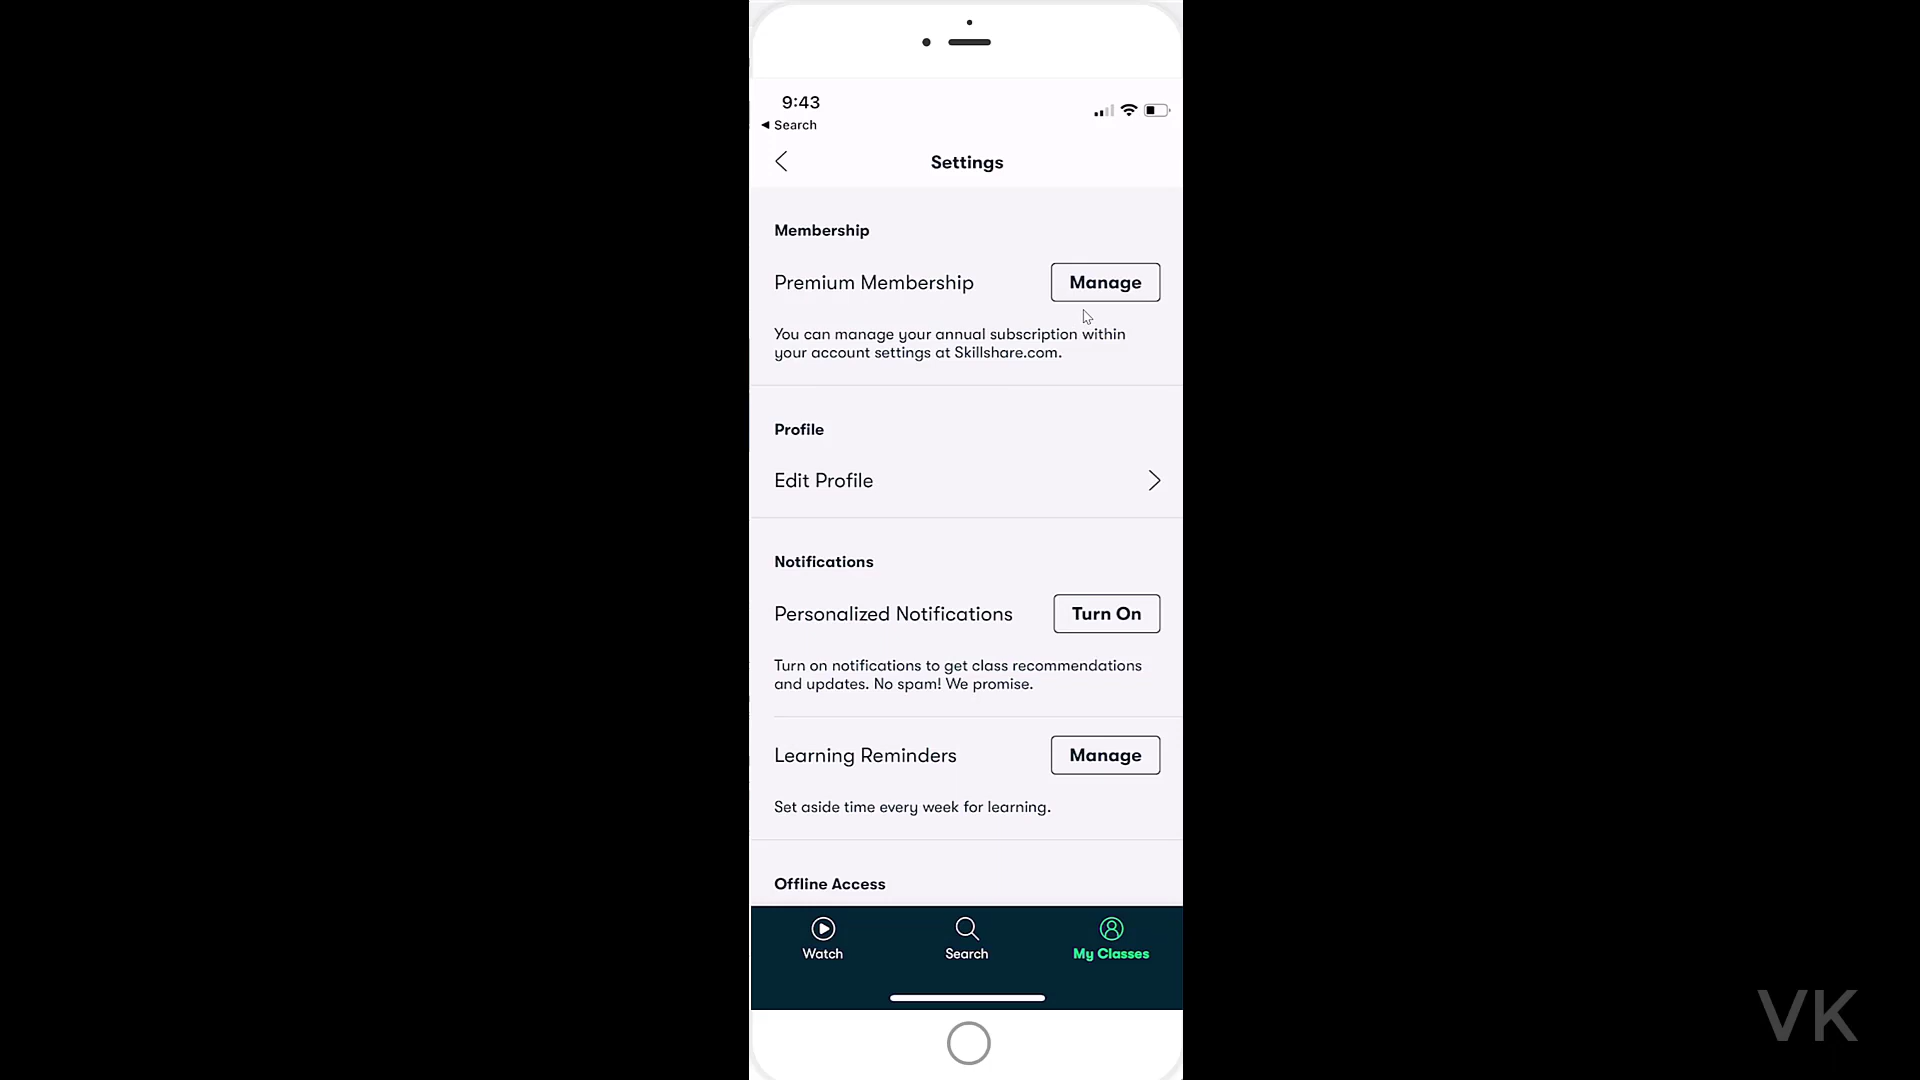 9:43
Search
Settings
Membership
Premium Membership
Manage
You can manage your annual subscription within
your account settings at Skillshare.com.
Profile
Edit Profile
Notifications
Personalized Notifications
Turn On
Turn on notifications to get class recommendations
and updates. No spam! We promise.
Learning Reminders
Manage
Set aside time every week for learning.
Offline Access
Watch
Search
My Classes
VK